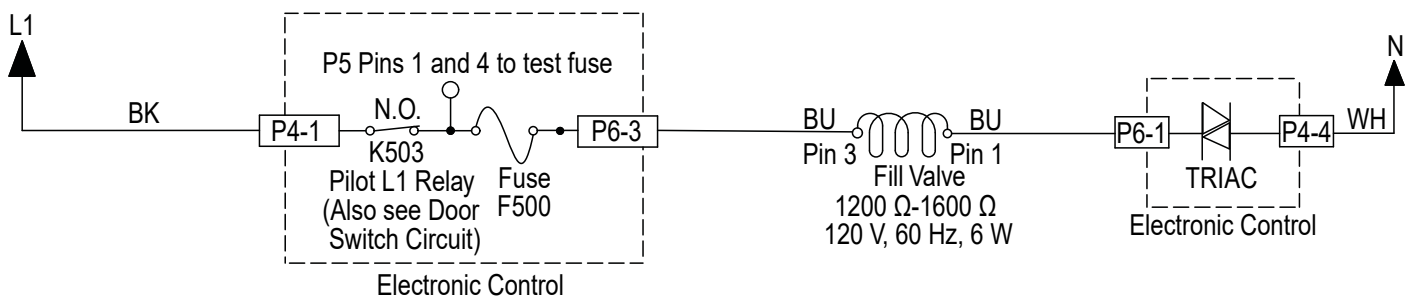 L1
N
P5 Pins 1 and 4 to test fuse
BK
N.O.
BU
BU
WH
P4-1
P6-3
P6-1
P4-4
K503
Pin 3
Pin 1
Pilot L1 Relay
(Also see Door
Switch Circuit)
Fuse
F500
Fill Valve
1200 Ω-1600 Ω
120 V, 60 Hz, 6 W
TRIAC
Electronic Control
Electronic Control